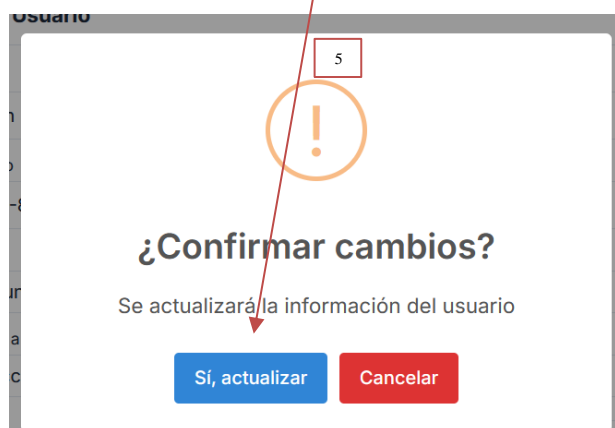 Usuario
5
!
¿Confirmar cambios?
Se actualizará la información del usuario
Sí, actualizar
Cancelar